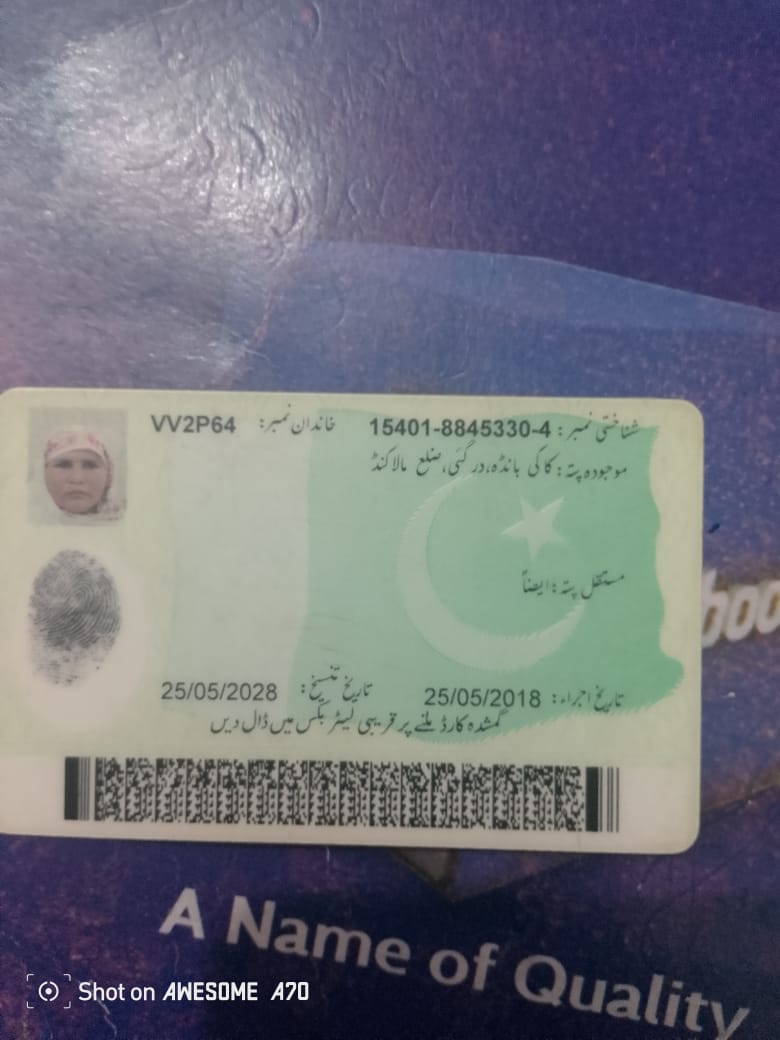 شناختی نمبر: 15401-8845330-4 خاندان نمبر: VV2P64
موجودہ پتہ: کاکی بانڈہ، درگئی، ضلع مالاکنڈ
مستقل پتہ: ایضاً
تاریخ اجراء: 25/05/2018 تاریخ تنسیخ: 25/05/2028
گمشدہ کارڈ ملنے پر قریبی لیٹر بکس میں ڈال دیں
boo
A Name of Quality
Shot on AWESOME A70